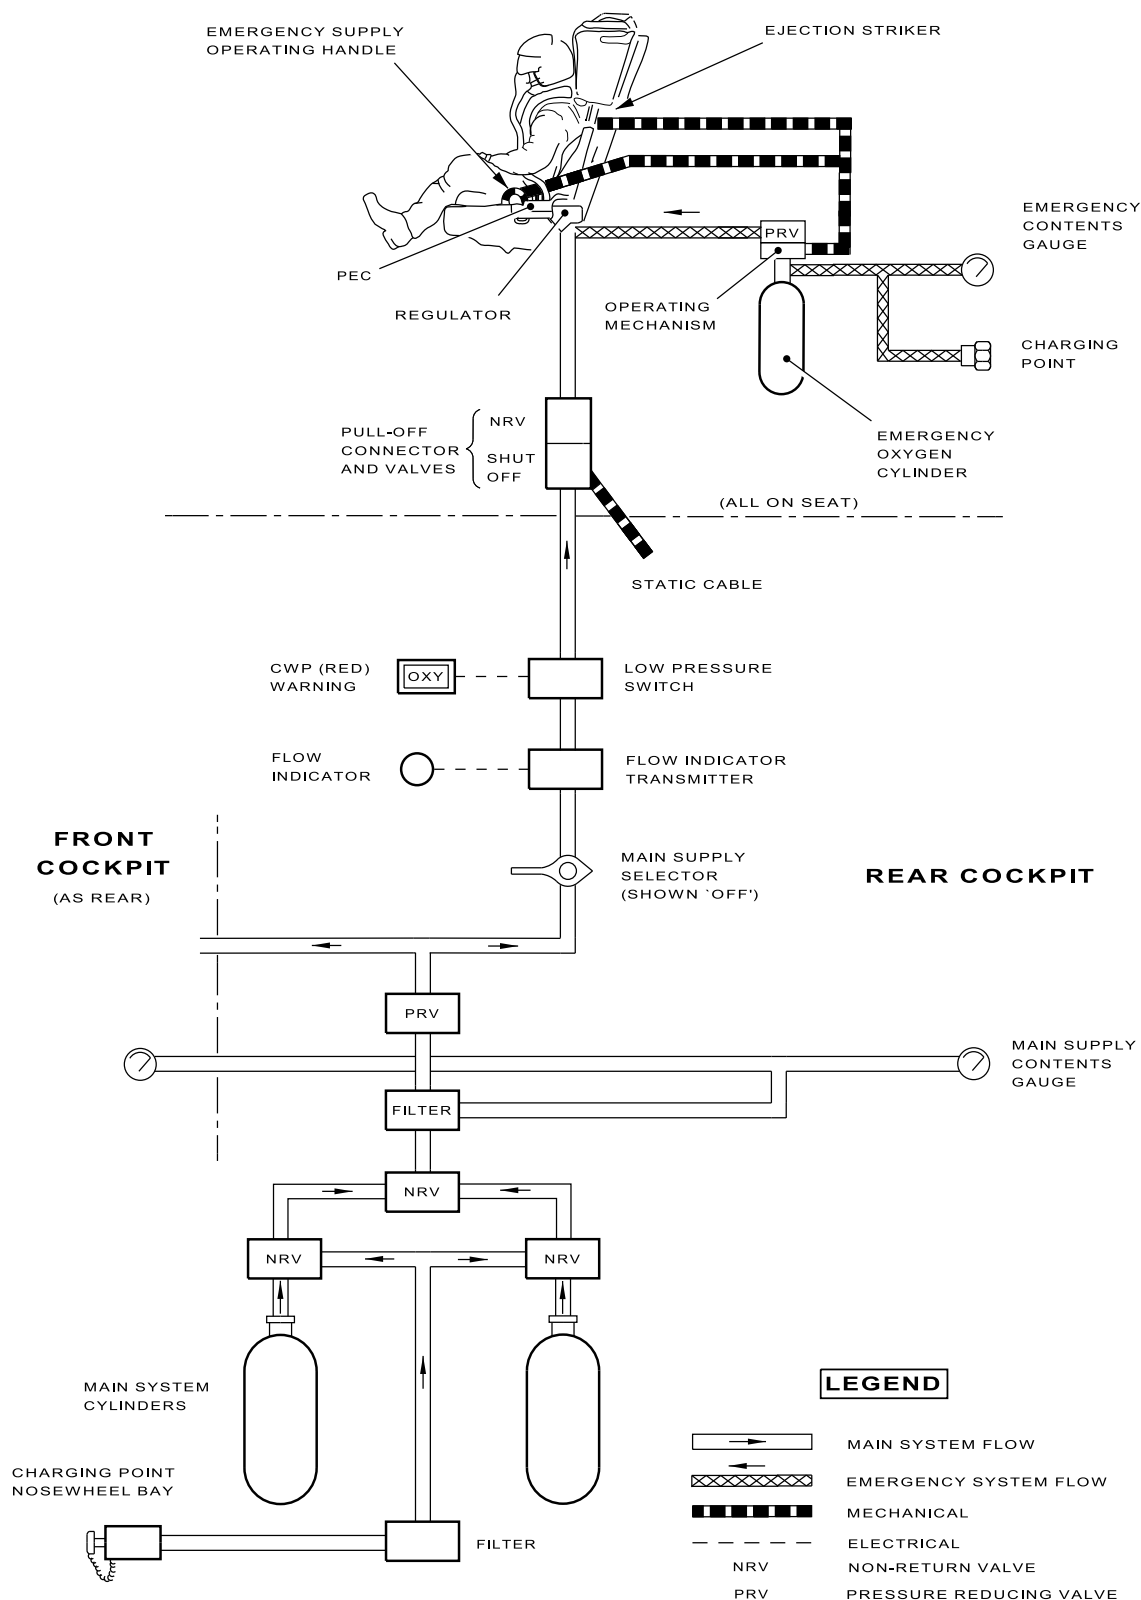 EMERGENCY SUPPLY
OPERATING HANDLE
EJECTION STRIKER
EMERGENCY
CONTENTS
GAUGE
PRV
PEC
REGULATOR
OPERATING
MECHANISM
CHARGING
POINT
PULL-OFF
CONNECTOR
AND VALVES
NRV
SHUT
OFF
EMERGENCY
OXYGEN
CYLINDER
(ALL ON SEAT)
STATIC CABLE
CWP (RED)
WARNING
OXY
LOW PRESSURE
SWITCH
FLOW
INDICATOR
FLOW INDICATOR
TRANSMITTER
FRONT
COCKPIT
(AS REAR)
MAIN SUPPLY
SELECTOR
(SHOWN `OFF')
REAR COCKPIT
PRV
MAIN SUPPLY
CONTENTS
GAUGE
FILTER
NRV
NRV
NRV
MAIN SYSTEM
CYLINDERS
CHARGING POINT
NOSEWHEEL BAY
FILTER
LEGEND
MAIN SYSTEM FLOW
EMERGENCY SYSTEM FLOW
MECHANICAL
ELECTRICAL
NRV NON-RETURN VALVE
PRV PRESSURE REDUCING VALVE